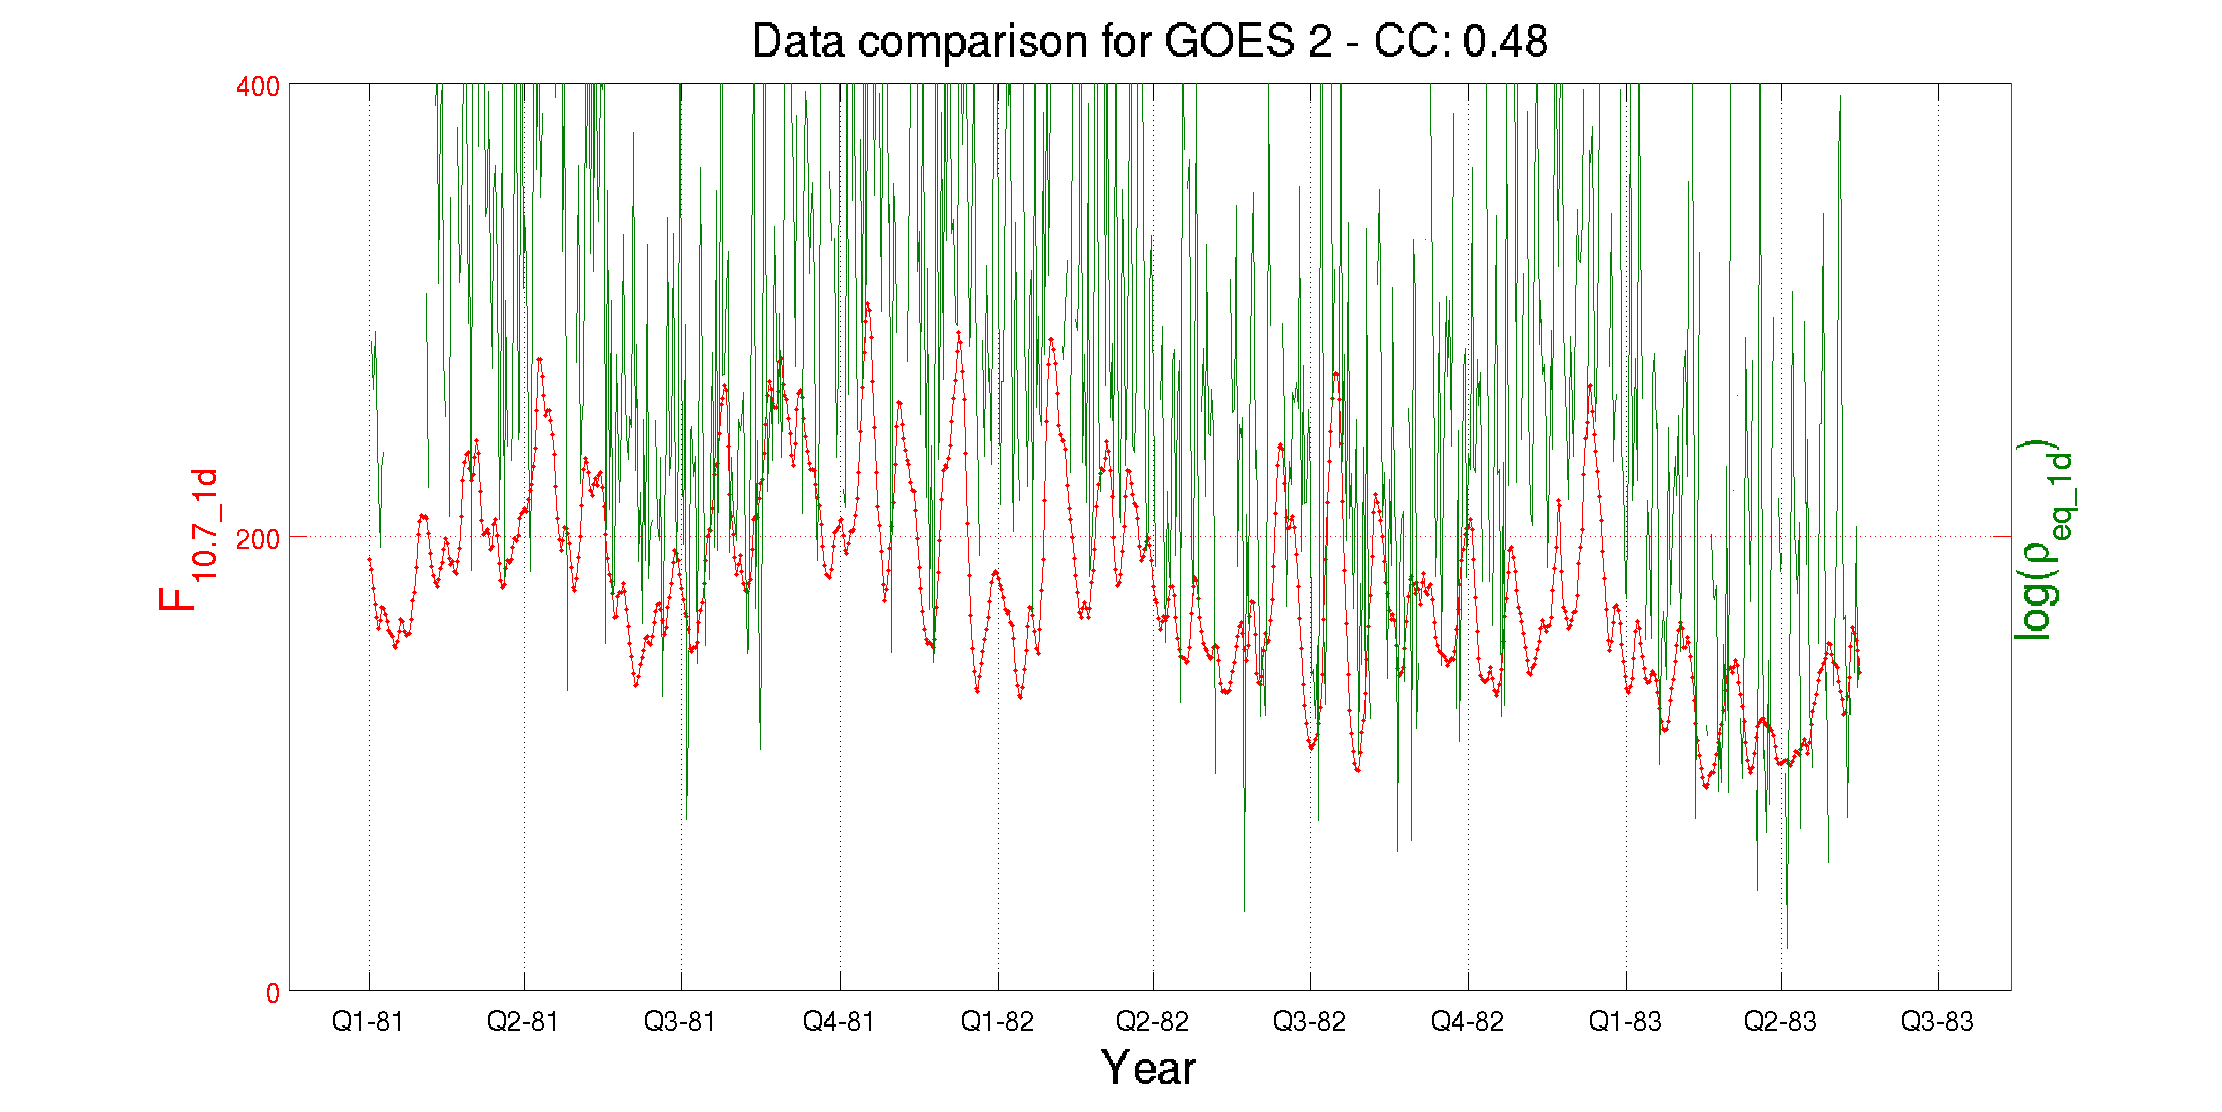 Data comparison for GOES 2 - CC: 0.48
400
200
0
F10.7_1d
log(ρeq_1d)
Q1-81 Q2-81 Q3-81 Q4-81 Q1-82 Q2-82 Q3-82 Q4-82 Q1-83 Q2-83 Q3-83
Year